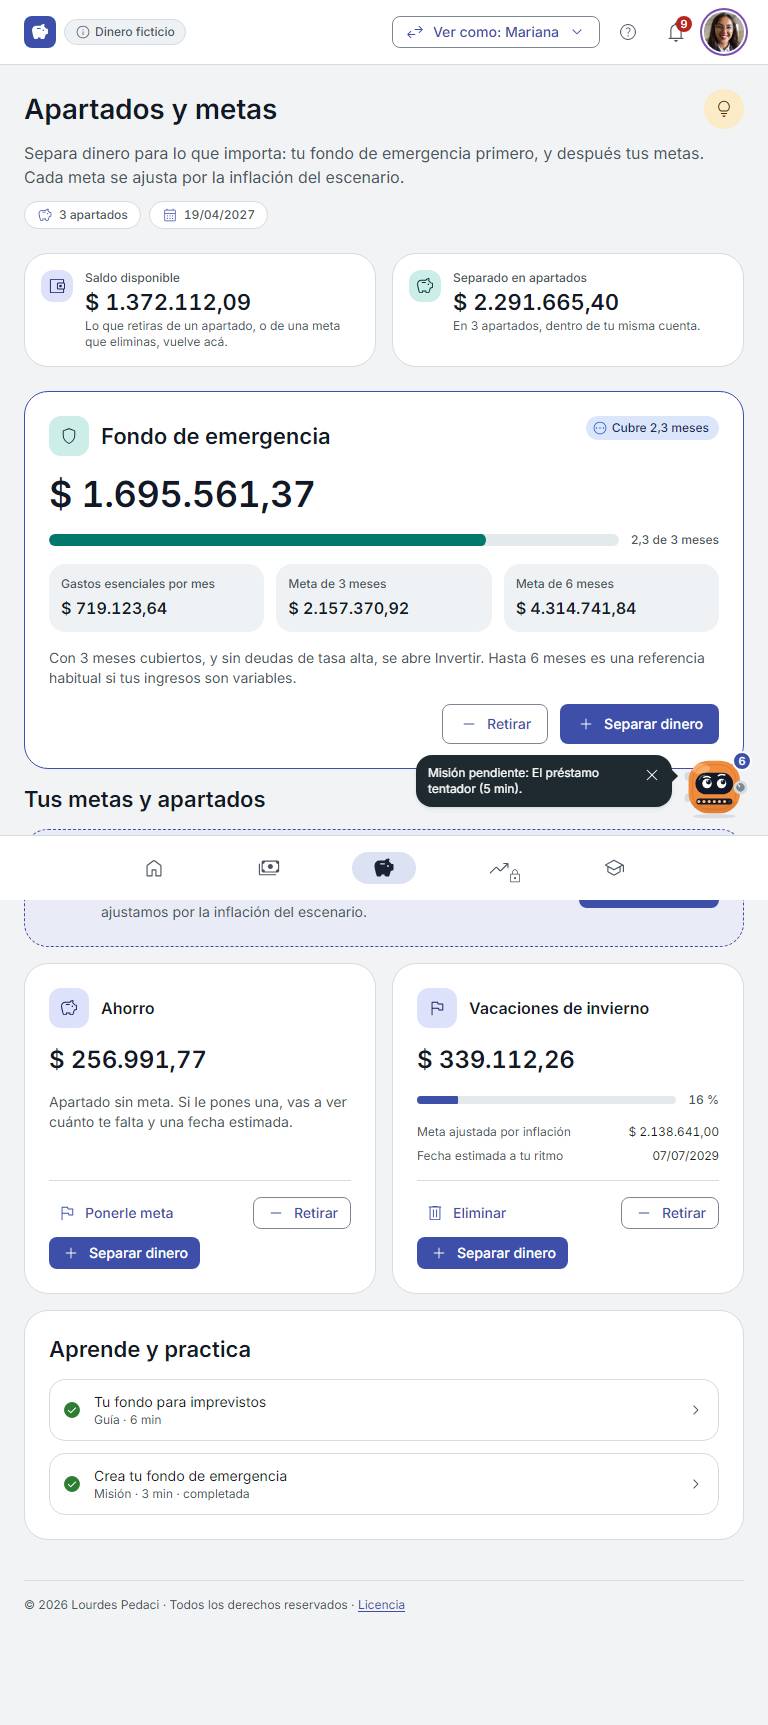 Dinero ficticio
Ver como: Mariana
9
Apartados y metas
Separa dinero para lo que importa: tu fondo de emergencia primero, y después tus metas.
Cada meta se ajusta por la inflación del escenario.
3 apartados
19/04/2027
Saldo disponible
$ 1.372.112,09
Lo que retiras de un apartado, o de una meta
que eliminas, vuelve acá.
Separado en apartados
$ 2.291.665,40
En 3 apartados, dentro de tu misma cuenta.
Fondo de emergencia
Cubre 2,3 meses
$ 1.695.561,37
2,3 de 3 meses
Gastos esenciales por mes
$ 719.123,64
Meta de 3 meses
$ 2.157.370,92
Meta de 6 meses
$ 4.314.741,84
Con 3 meses cubiertos, y sin deudas de tasa alta, se abre Invertir. Hasta 6 meses es una referencia
habitual si tus ingresos son variables.
Retirar
Separar dinero
Misión pendiente: El préstamo
tentador (5 min).
6
Tus metas y apartados
ajustamos por la inflación del escenario.
Ahorro
$ 256.991,77
Apartado sin meta. Si le pones una, vas a ver
cuánto te falta y una fecha estimada.
Ponerle meta
Retirar
Separar dinero
Vacaciones de invierno
$ 339.112,26
16 %
Meta ajustada por inflación
$ 2.138.641,00
Fecha estimada a tu ritmo
07/07/2029
Eliminar
Retirar
Separar dinero
Aprende y practica
Tu fondo para imprevistos
Guía · 6 min
Crea tu fondo de emergencia
Misión · 3 min · completada
© 2026 Lourdes Pedaci · Todos los derechos reservados · Licencia